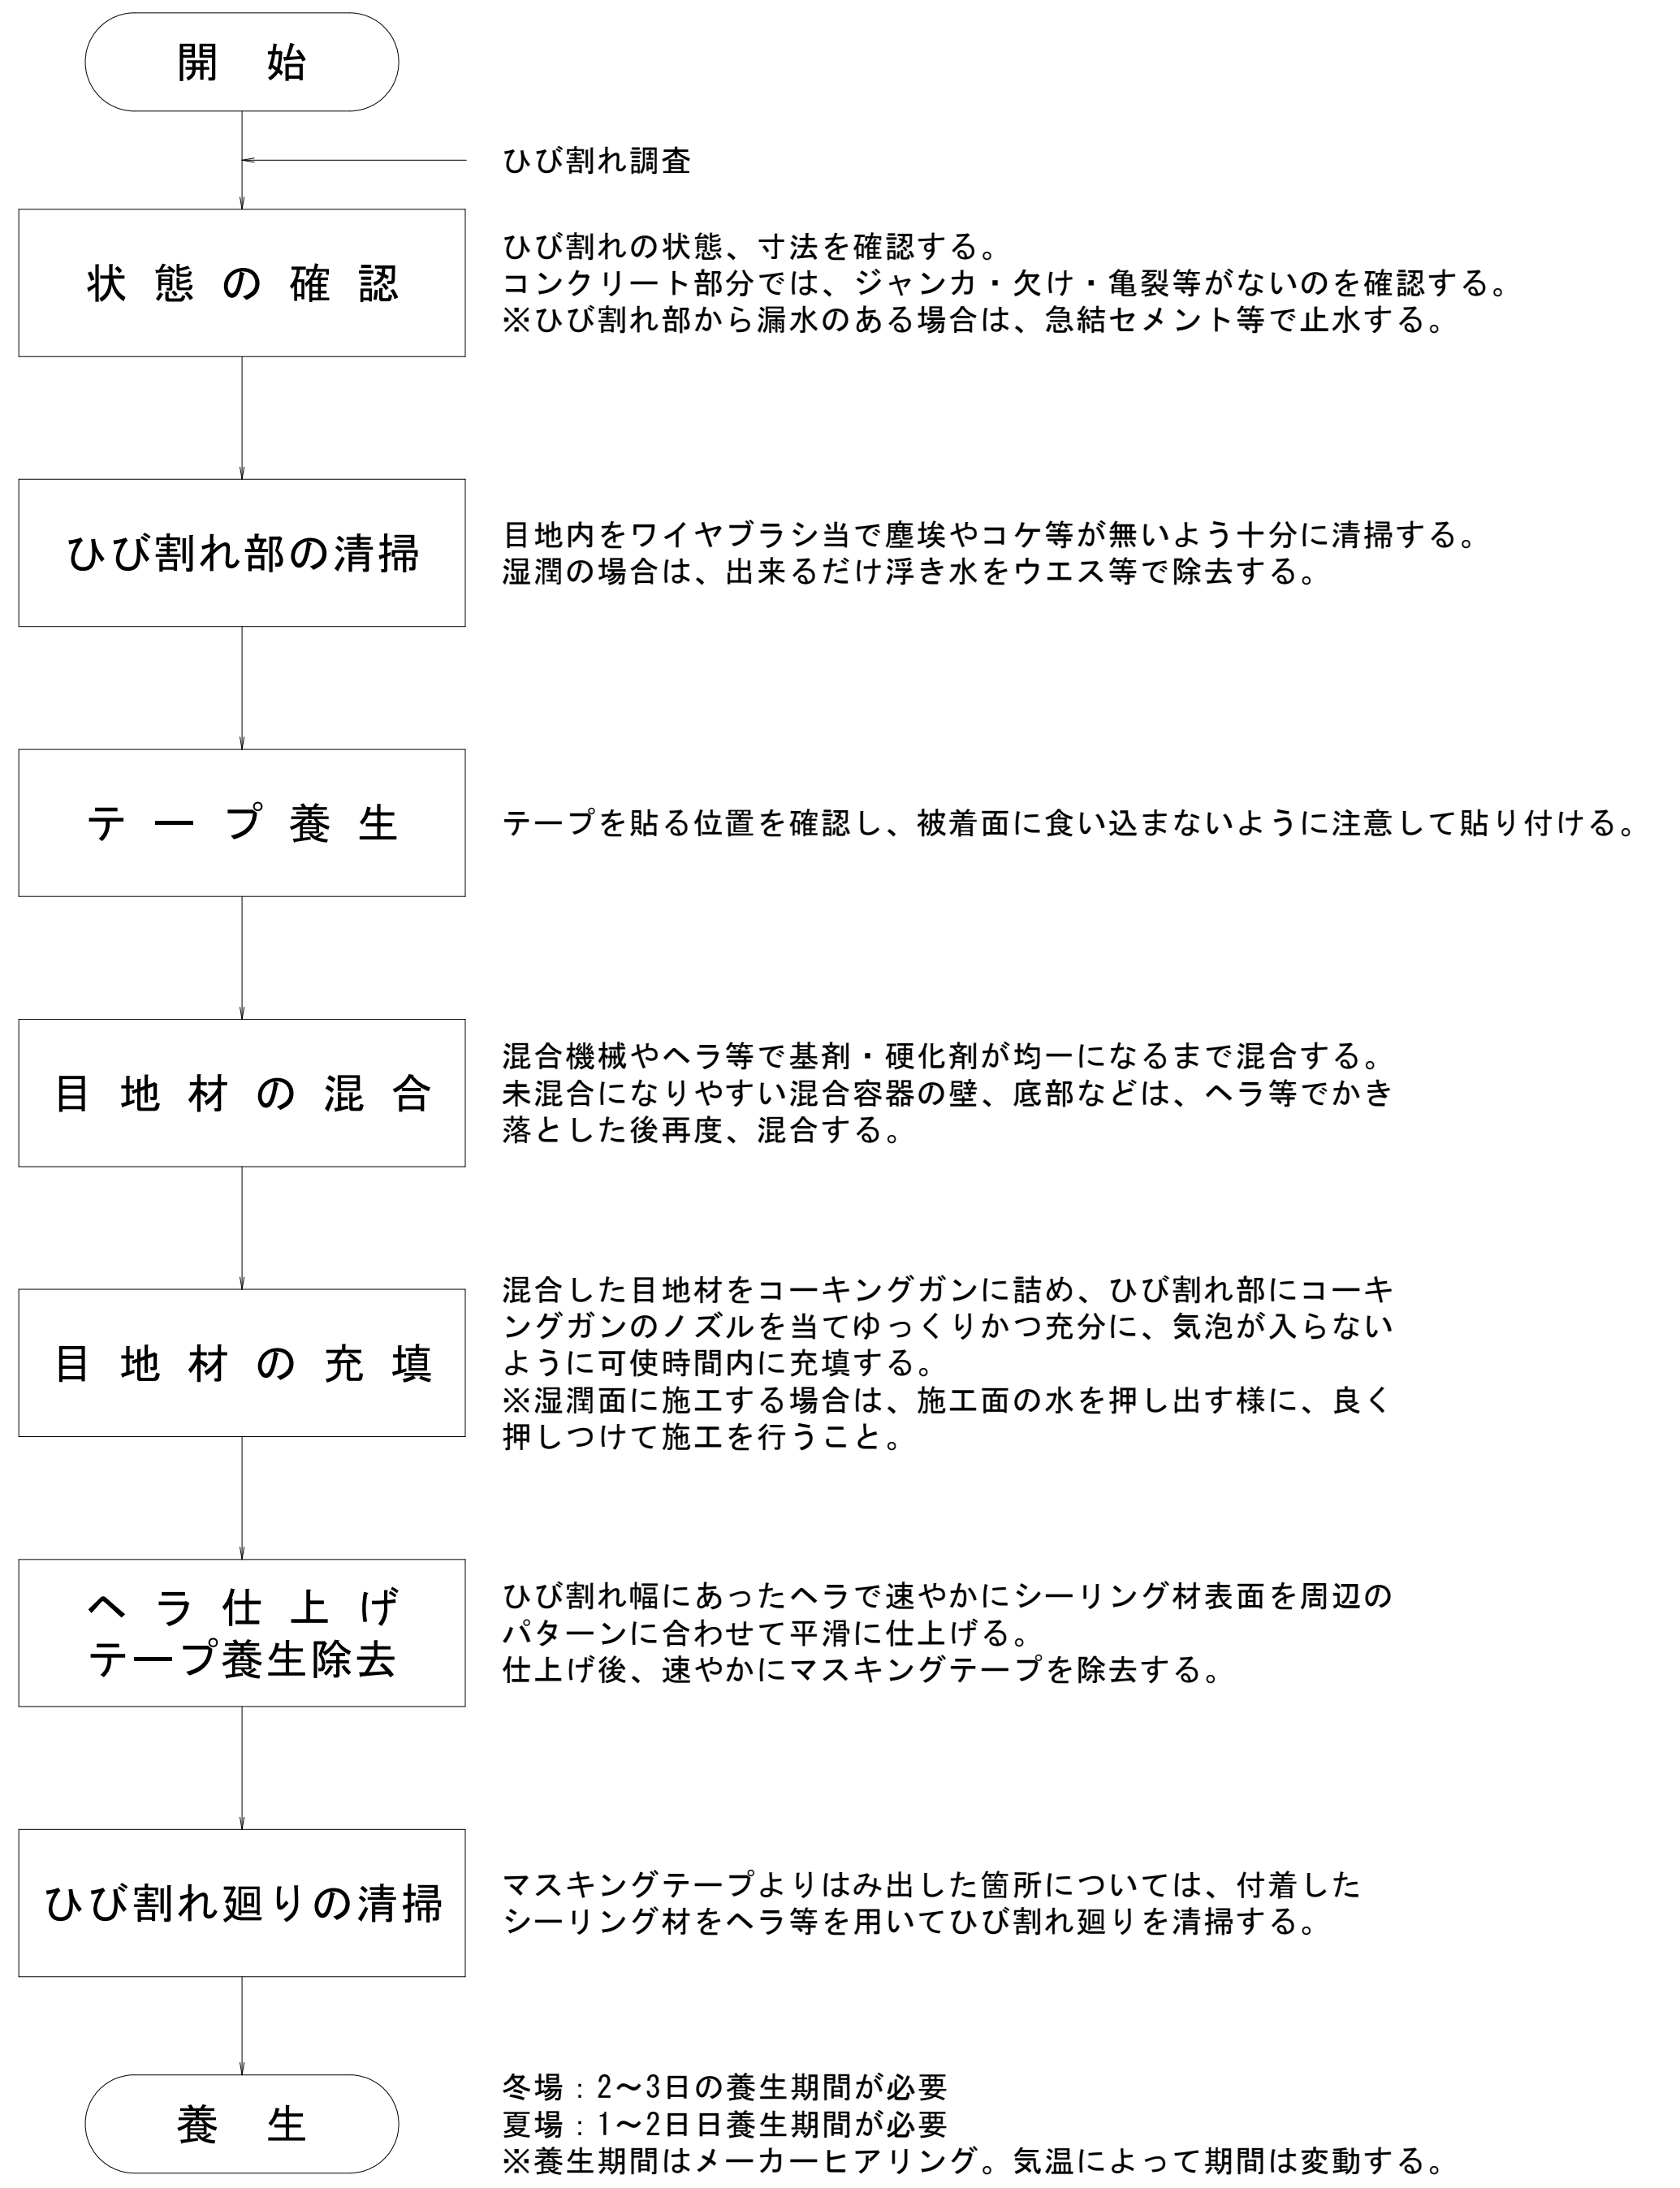 開　始
ひび割れ調査
状態の確認
ひび割れの状態、寸法を確認する。
コンクリート部分では、ジャンカ・欠け・亀裂等がないのを確認する。
※ひび割れ部から漏水のある場合は、急結セメント等で止水する。
ひび割れ部の清掃
目地内をワイヤブラシ当で塵埃やコケ等が無いよう十分に清掃する。
湿潤の場合は、出来るだけ浮き水をウエス等で除去する。
テープ養生
テープを貼る位置を確認し、被着面に食い込まないように注意して貼り付ける。
目地材の混合
混合機械やヘラ等で基剤・硬化剤が均一になるまで混合する。
未混合になりやすい混合容器の壁、底部などは、ヘラ等でかき
落とした後再度、混合する。
目地材の充填
混合した目地材をコーキングガンに詰め、ひび割れ部にコーキ
ングガンのノズルを当てゆっくりかつ充分に、気泡が入らない
ように可使時間内に充填する。
※湿潤面に施工する場合は、施工面の水を押し出す様に、良く
押しつけて施工を行うこと。
ヘラ仕上げ
テープ養生除去
ひび割れ幅にあったヘラで速やかにシーリング材表面を周辺の
パターンに合わせて平滑に仕上げる。
仕上げ後、速やかにマスキングテープを除去する。
ひび割れ廻りの清掃
マスキングテープよりはみ出した箇所については、付着した
シーリング材をヘラ等を用いてひび割れ廻りを清掃する。
養　生
冬場：2～3日の養生期間が必要
夏場：1～2日日養生期間が必要
※養生期間はメーカーヒアリング。気温によって期間は変動する。